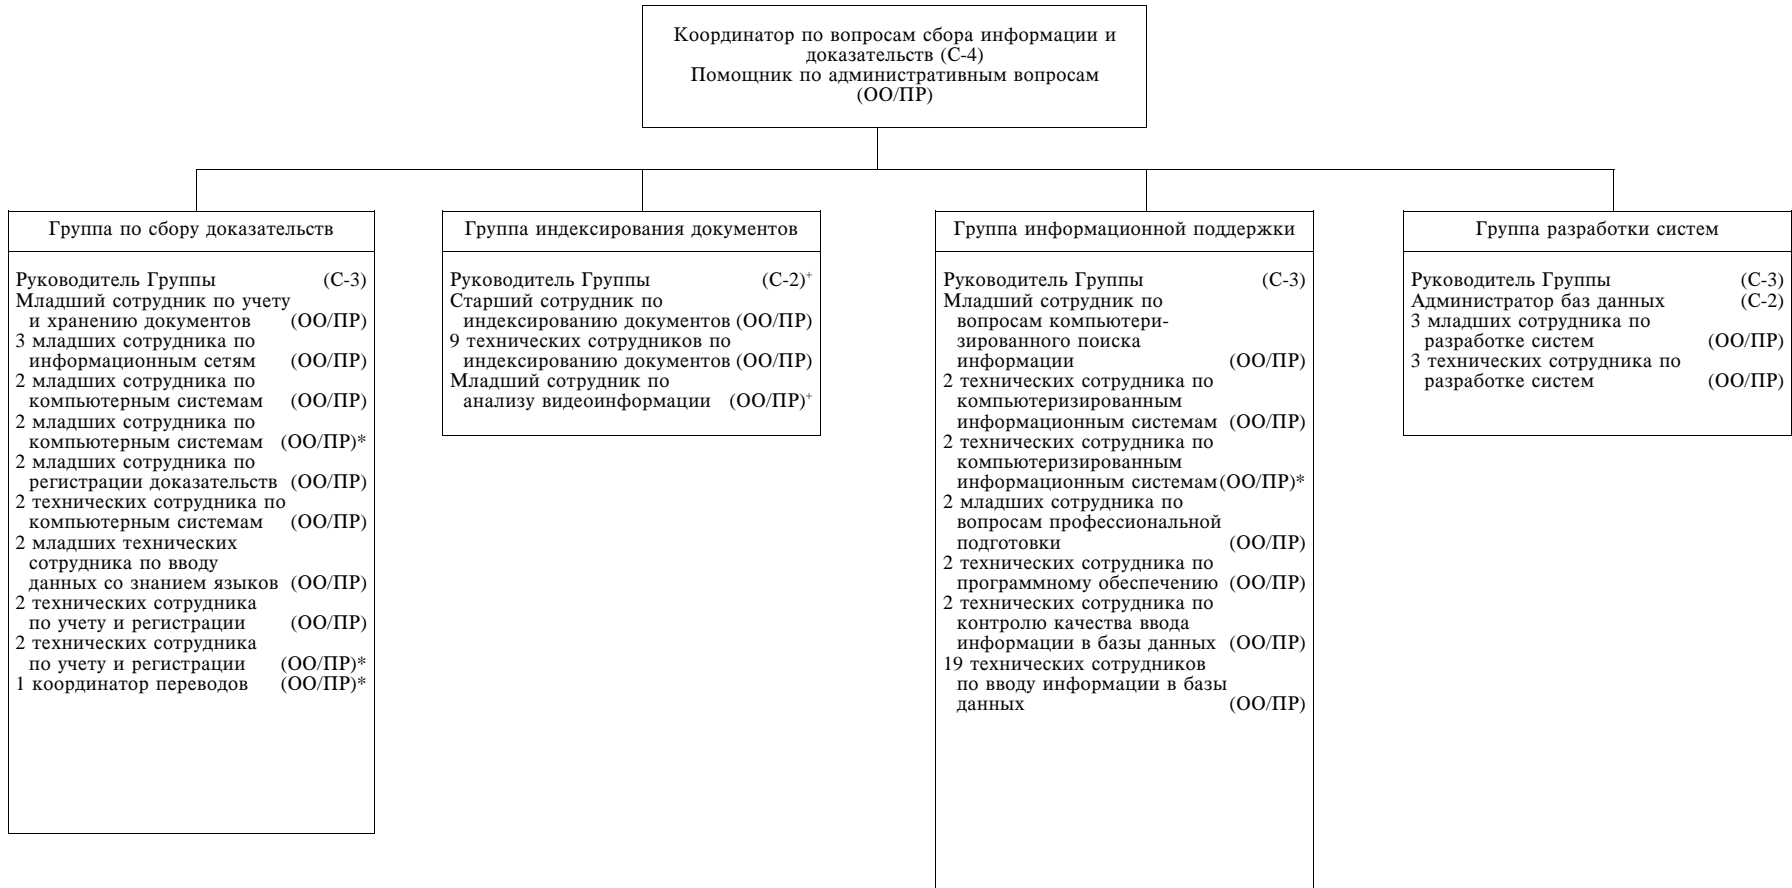 Координатор по вопросам сбора информации и
доказательств (С-4)
Помощник по административным вопросам
(ОО/ПР)
Группа по сбору доказательств
Руководитель Группы (С-3)
Младший сотрудник по учету
и хранению документов (ОО/ПР)
3 младших сотрудника по
информационным сетям (ОО/ПР)
2 младших сотрудника по
компьютерным системам (ОО/ПР)
2 младших сотрудника по
компьютерным системам (ОО/ПР)*
2 младших сотрудника по
регистрации доказательств (ОО/ПР)
2 технических сотрудника по
компьютерным системам (ОО/ПР)
2 младших технических
сотрудника по вводу
данных со знанием языков (ОО/ПР)
2 технических сотрудника
по учету и регистрации (ОО/ПР)
2 технических сотрудника
по учету и регистрации (ОО/ПР)*
1 координатор переводов (ОО/ПР)*
Группа индексирования документов
Руководитель Группы (С-2)+
Старший сотрудник по
индексированию документов (ОО/ПР)
9 технических сотрудников по
индексированию документов (ОО/ПР)
Младший сотрудник по
анализу видеоинформации (ОО/ПР)+
Группа информационной поддержки
Руководитель Группы (С-3)
Младший сотрудник по
вопросам компьютери-
зированного поиска
информации (ОО/ПР)
2 технических сотрудника по
компьютеризированным
информационным системам (ОО/ПР)
2 технических сотрудника по
компьютеризированным
информационным системам (ОО/ПР)*
2 младших сотрудника по
вопросам профессиональной
подготовки (ОО/ПР)
2 технических сотрудника по
программному обеспечению (ОО/ПР)
2 технических сотрудника по
контролю качества ввода
информации в базы данных (ОО/ПР)
19 технических сотрудников
по вводу информации в базы
данных (ОО/ПР)
Группа разработки систем
Руководитель Группы (С-3)
Администратор баз данных (С-2)
3 младших сотрудника по
разработке систем (ОО/ПР)
3 технических сотрудника по
разработке систем (ОО/ПР)